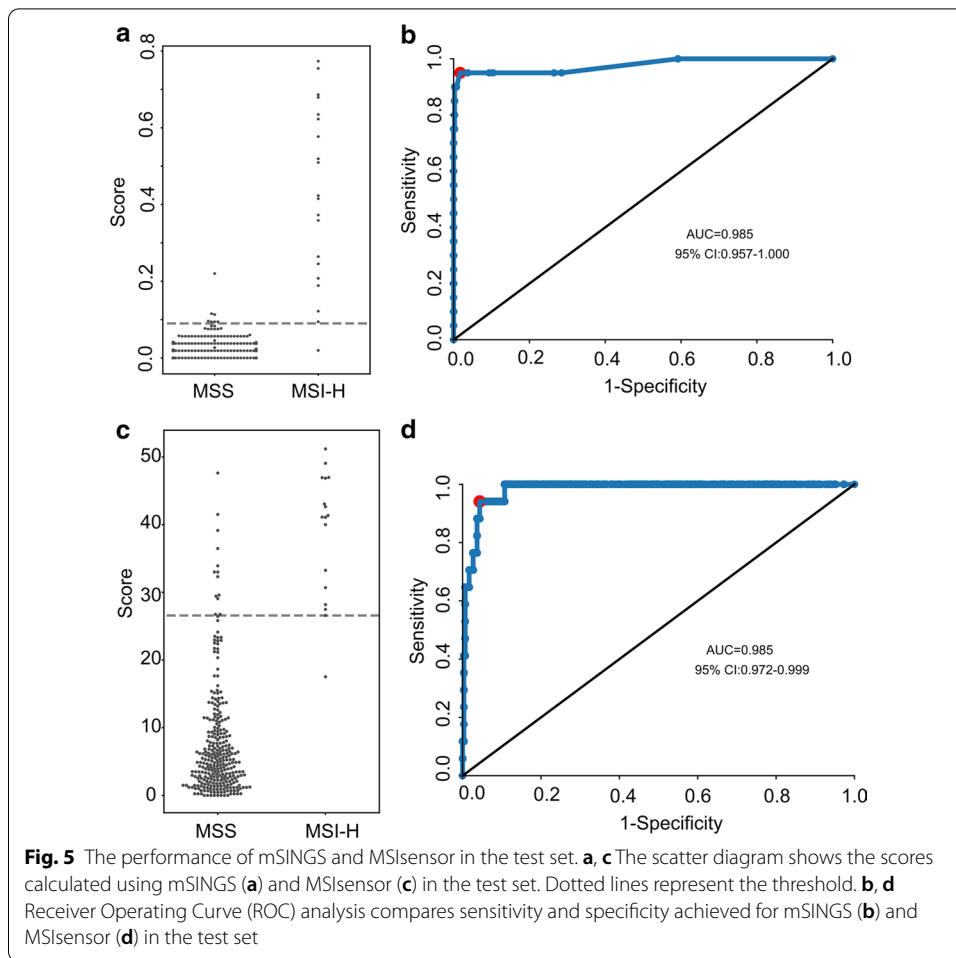 a
0.8
0.6
0.4
0.2
0.0
Score
MSS MSI-H
b
1.0
0.8
0.6
0.4
0.2
0.0
Sensitivity
AUC=0.985
95% CI:0.957-1.000
0.0 0.2 0.4 0.6 0.8 1.0
1-Specificity
c
50
40
30
20
10
0
Score
MSS MSI-H
d
1.0
0.8
0.6
0.4
0.2
0.0
Sensitivity
AUC=0.985
95% CI:0.972-0.999
0.2 0.4 0.6 0.8 1.0
1-Specificity
Fig. 5 The performance of mSINGS and MSIsensor in the test set. a, c The scatter diagram shows the scores
calculated using mSINGS (a) and MSIsensor (c) in the test set. Dotted lines represent the threshold. b, d
Receiver Operating Curve (ROC) analysis compares sensitivity and specificity achieved for mSINGS (b) and
MSIsensor (d) in the test set